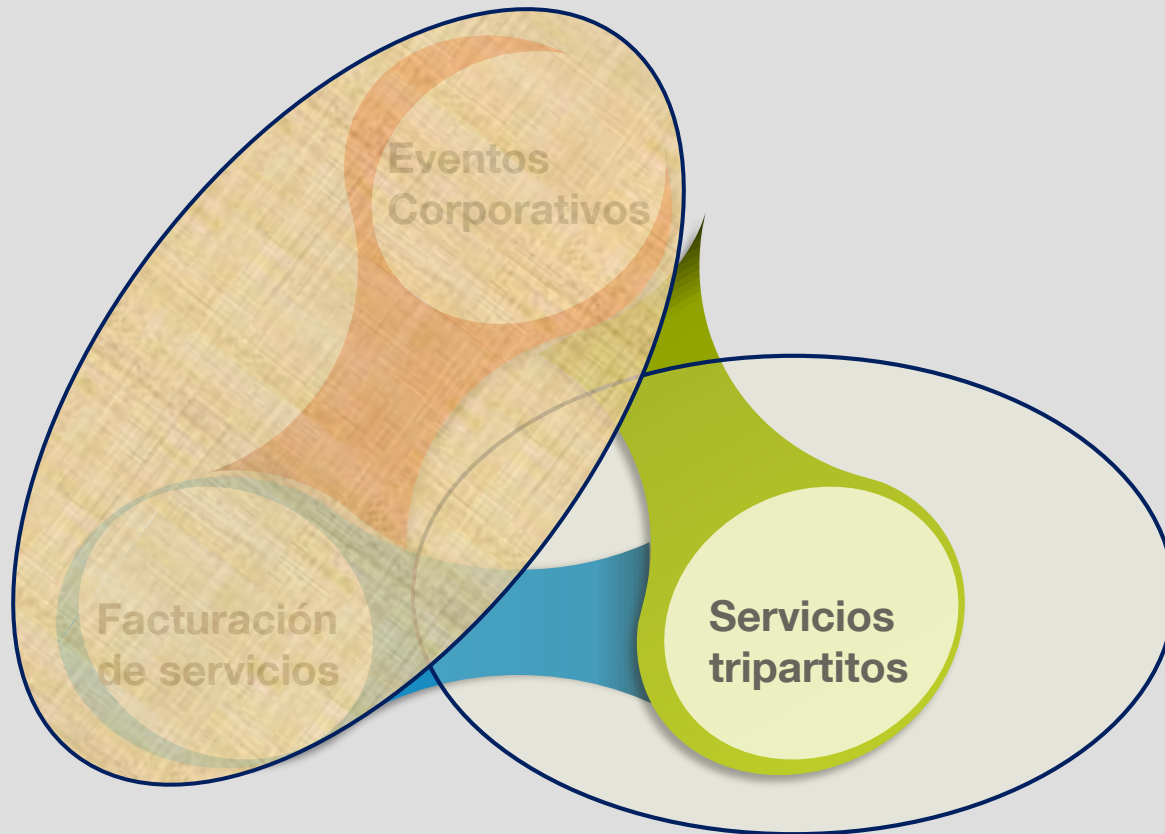 Eventos
Corporativos
Facturación
de servicios
Servicios
tripartitos